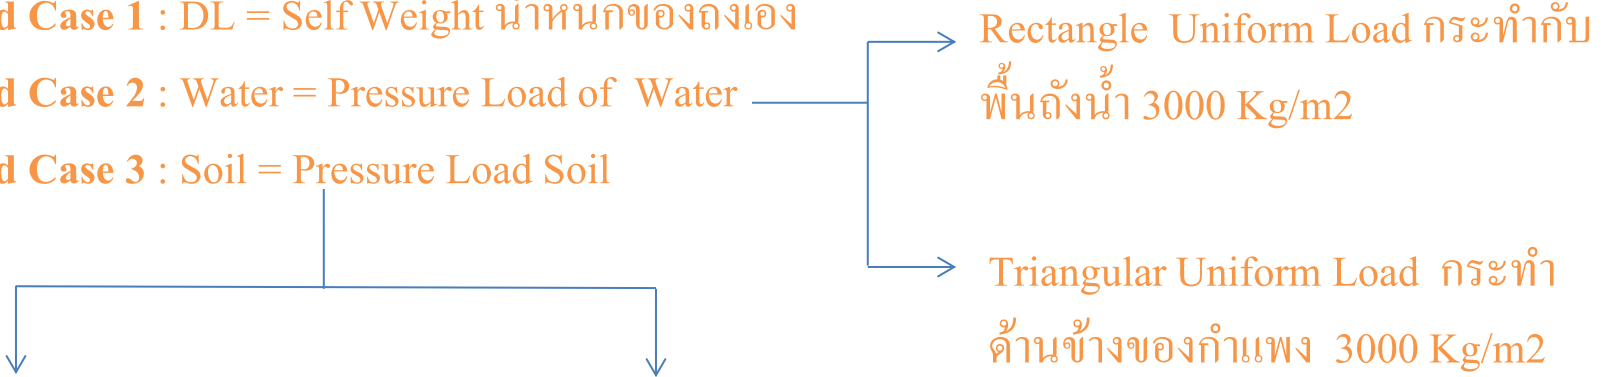 d Case 1 : DL = Self Weight น้ำหนักของถังเอง
d Case 2 : Water = Pressure Load of Water
d Case 3 : Soil = Pressure Load Soil
Rectangle Uniform Load กระทำกับ
พื้นถังน้ำ 3000 Kg/m2
Triangular Uniform Load กระทำ
ด้านข้างของกำแพง 3000 Kg/m2